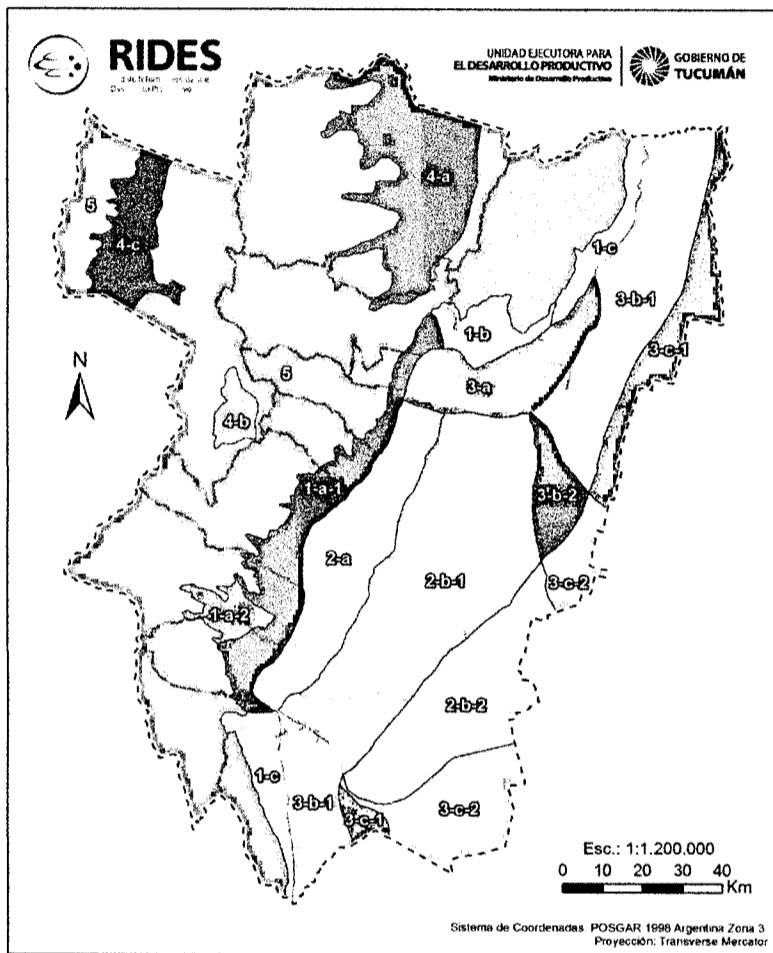 RIDES
UNIDAD EJECUTORA PARA
EL DESARROLLO PRODUCTIVO
Ministerio de Desarrollo Productivo
GOBIERNO DE
TUCUMÁN
4-a
5
4-c
1-c
3-b-1
1-b
3-c-1
N
5
3-a
4-b
1-a-1
3-b-2
2-a
2-b-1
3-c-2
1-a-2
2-b-2
1-c
3-b-1
3-c-1
3-c-2
Esc.: 1:1.200.000
0 10 20 30 40
Km
Sistema de Coordenadas POSGAR 1998 Argentina Zona 3
Proyección: Transverse Mercator